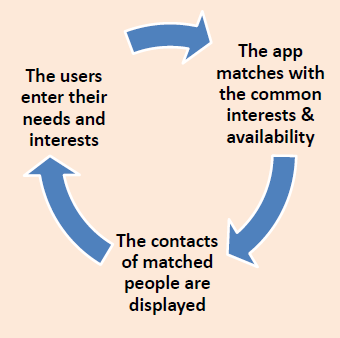 The users
enter their
needs and
interests
The app
matches with
the common
interests &
availability
The contacts
of matched
people are
displayed